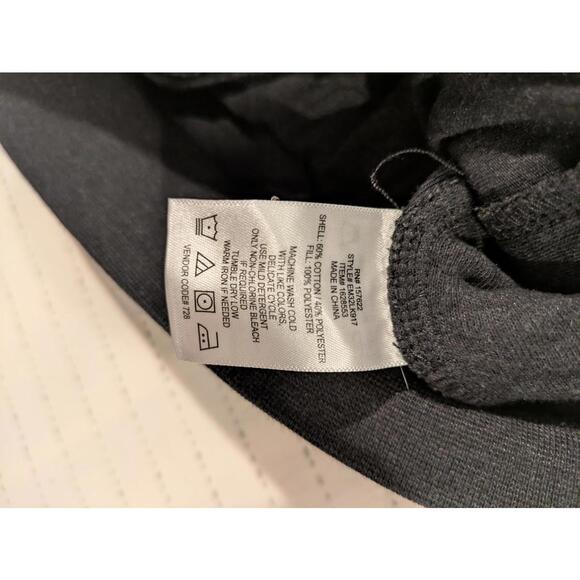 RN# 157622
STYLE# EM32LK917
ITEM# 1628553
MADE IN CHINA
SHELL: 60% COTTON / 40% POLYESTER
FILL: 100% POLYESTER
MACHINE WASH COLD
WITH LIKE COLORS,
DELICATE CYCLE
USE MILD DETERGENT
ONLY NON-CHLORINE BLEACH
IF REQUIRED
TUMBLE DRY LOW
WARM IRON IF NEEDED
VENDOR CODE# 728